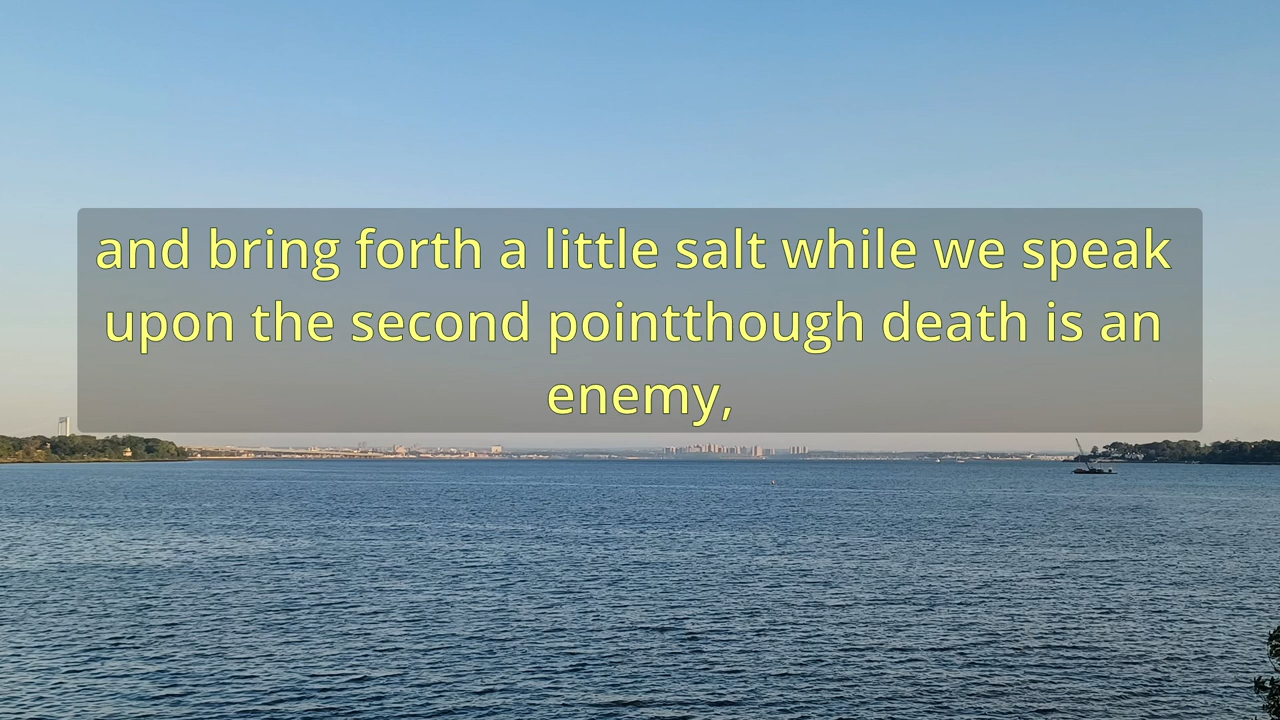 and bring forth a little salt while we speak
upon the second pointthough death is an
enemy,